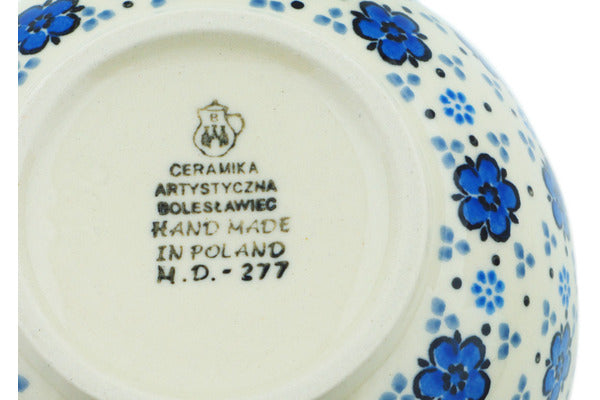 B
CERAMIKA
ARTYSTYCZNA
BOLESŁAWIEC
HAND MADE
IN POLAND
M.D.-277